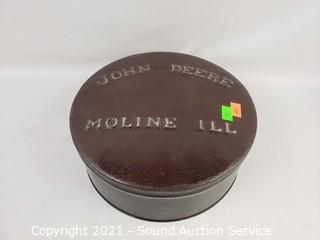 JOHN DEERE
MOLINE ILL
Copyright 2021 - Sound Auction Service